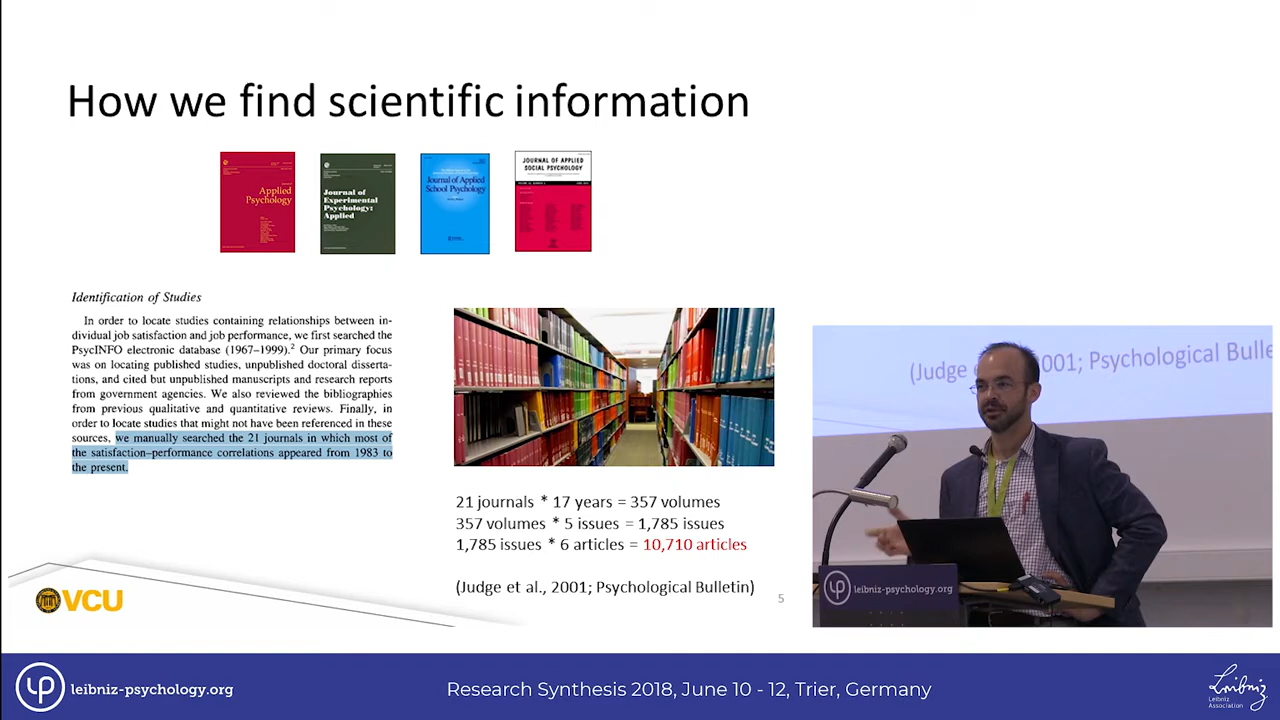 How we find scientific information
Applied
Psychology
Journal of
Experimental
Psychology:
Applied
Journal of Applied
School Psychology
JOURNAL OF APPLIED
SOCIAL PSYCHOLOGY
Identification of Studies
In order to locate studies containing relationships between in-
dividual job satisfaction and job performance, we first searched the
PsycINFO electronic database (1967–1999).2 Our primary focus
was on locating published studies, unpublished doctoral disserta-
tions, and cited but unpublished manuscripts and research reports
from government agencies. We also reviewed the bibliographies
from previous qualitative and quantitative reviews. Finally, in
order to locate studies that might not have been referenced in these
sources, we manually searched the 21 journals in which most of
the satisfaction–performance correlations appeared from 1983 to
the present.
21 journals * 17 years = 357 volumes
357 volumes * 5 issues = 1,785 issues
1,785 issues * 6 articles = 10,710 articles
(Judge et al., 2001; Psychological Bulletin)
5
VCU
(Judge 2001; Psychological Bulle
leibniz-psychology.org
leibniz-psychology.org
Research Synthesis 2018, June 10 - 12, Trier, Germany
Leibniz
Leibniz
Association